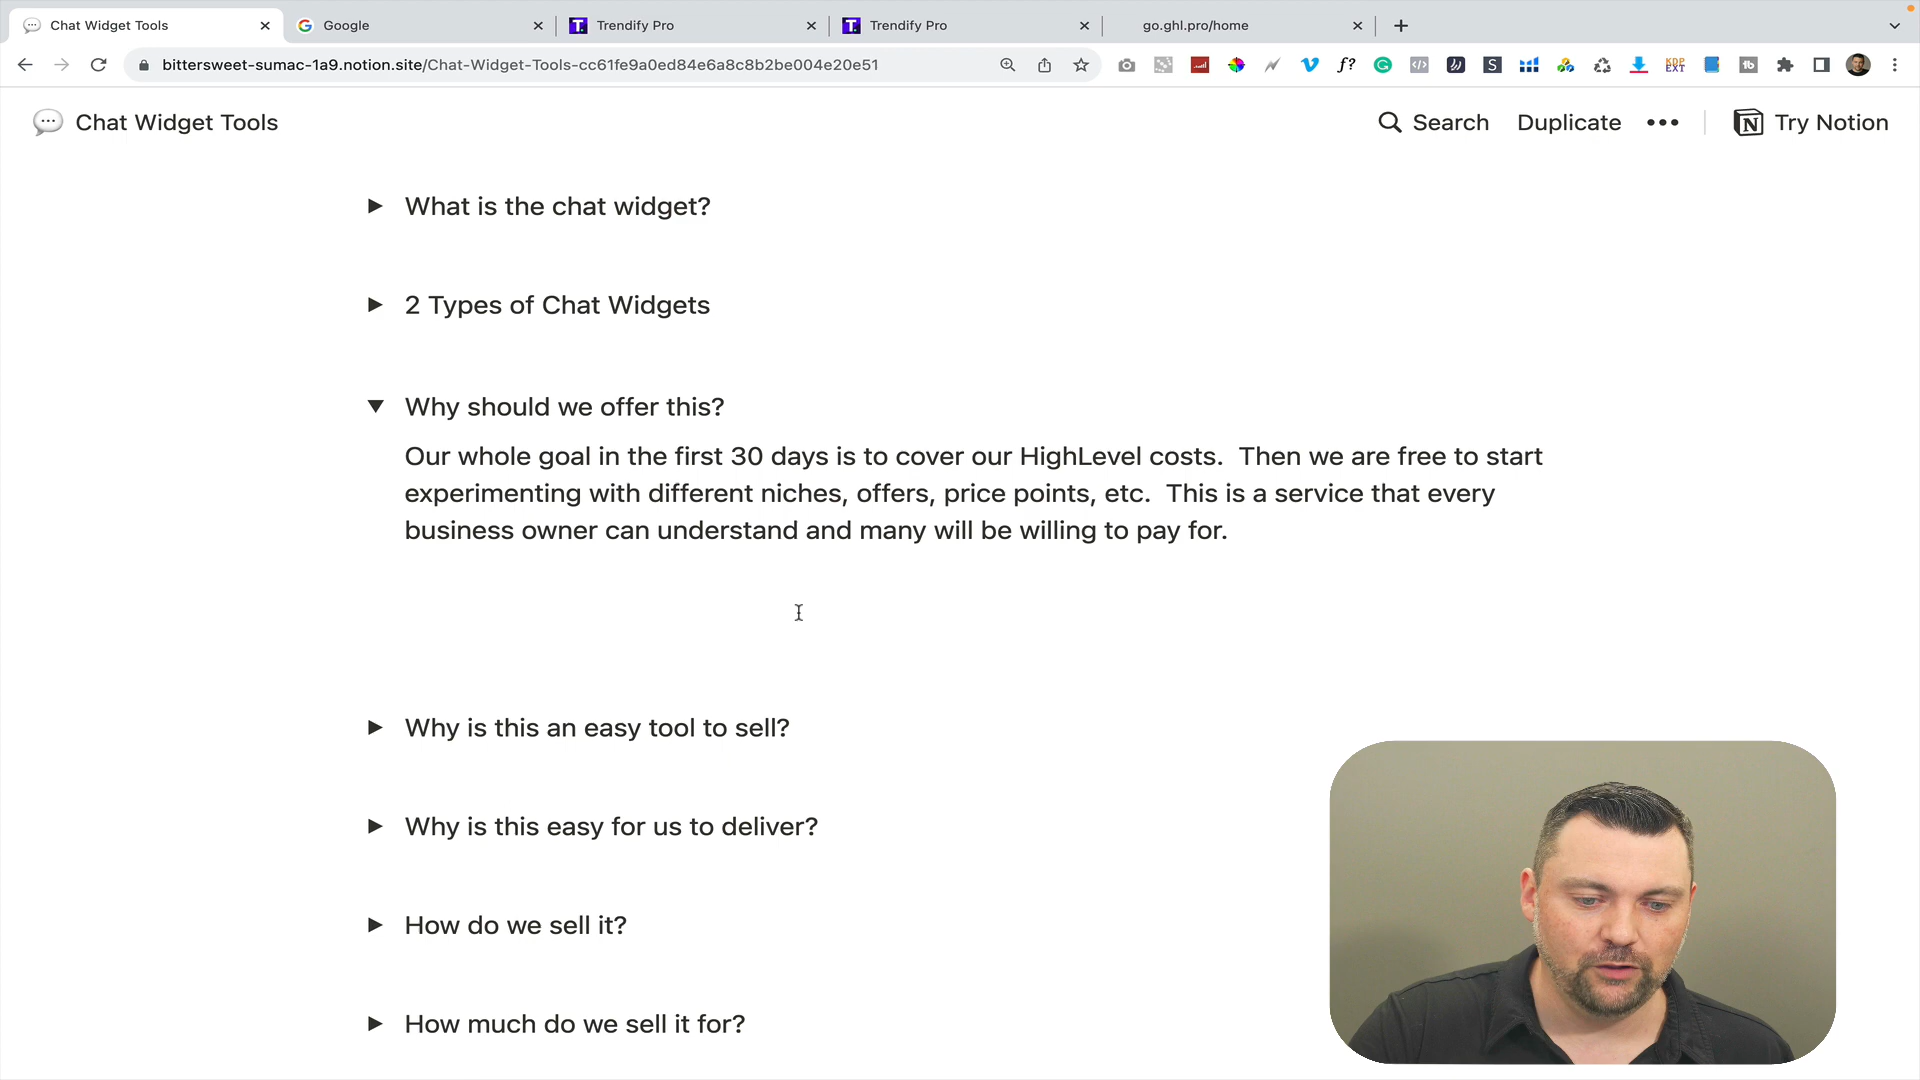 Chat Widget Tools
Google
Trendify Pro
Trendify Pro
go.ghl.pro/home
bittersweet-sumac-1a9.notion.site/Chat-Widget-Tools-cc61fe9a0ed84e6a8c8b2be004e20e51
Chat Widget Tools
Search
Duplicate
Try Notion
What is the chat widget?
2 Types of Chat Widgets
Why should we offer this?
Our whole goal in the first 30 days is to cover our HighLevel costs.  Then we are free to start
experimenting with different niches, offers, price points, etc.  This is a service that every
business owner can understand and many will be willing to pay for.
Why is this an easy tool to sell?
Why is this easy for us to deliver?
How do we sell it?
How much do we sell it for?